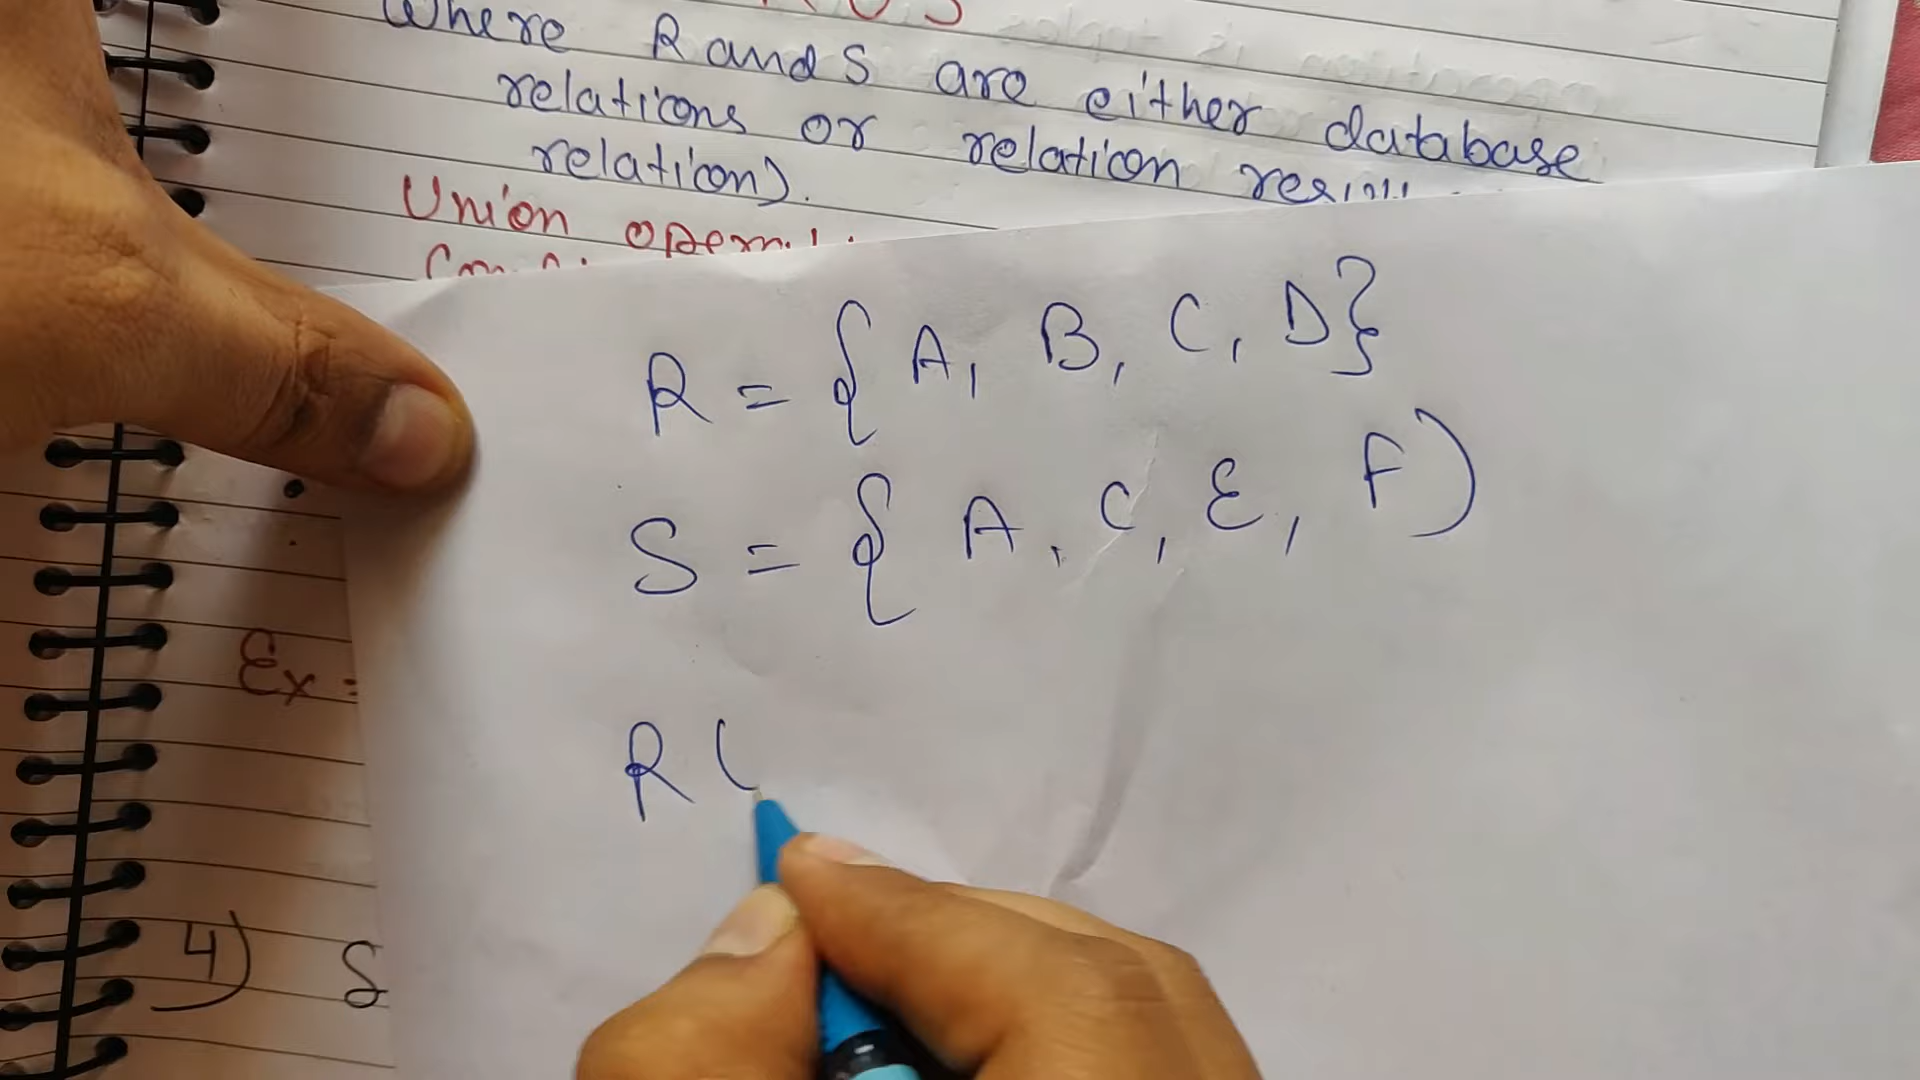 R U S
Where R and S are either database
relations or relation
relation).
Union
R = { A, B, C, D}
S = { A, C, E, F)
Ex =
R (
4) S